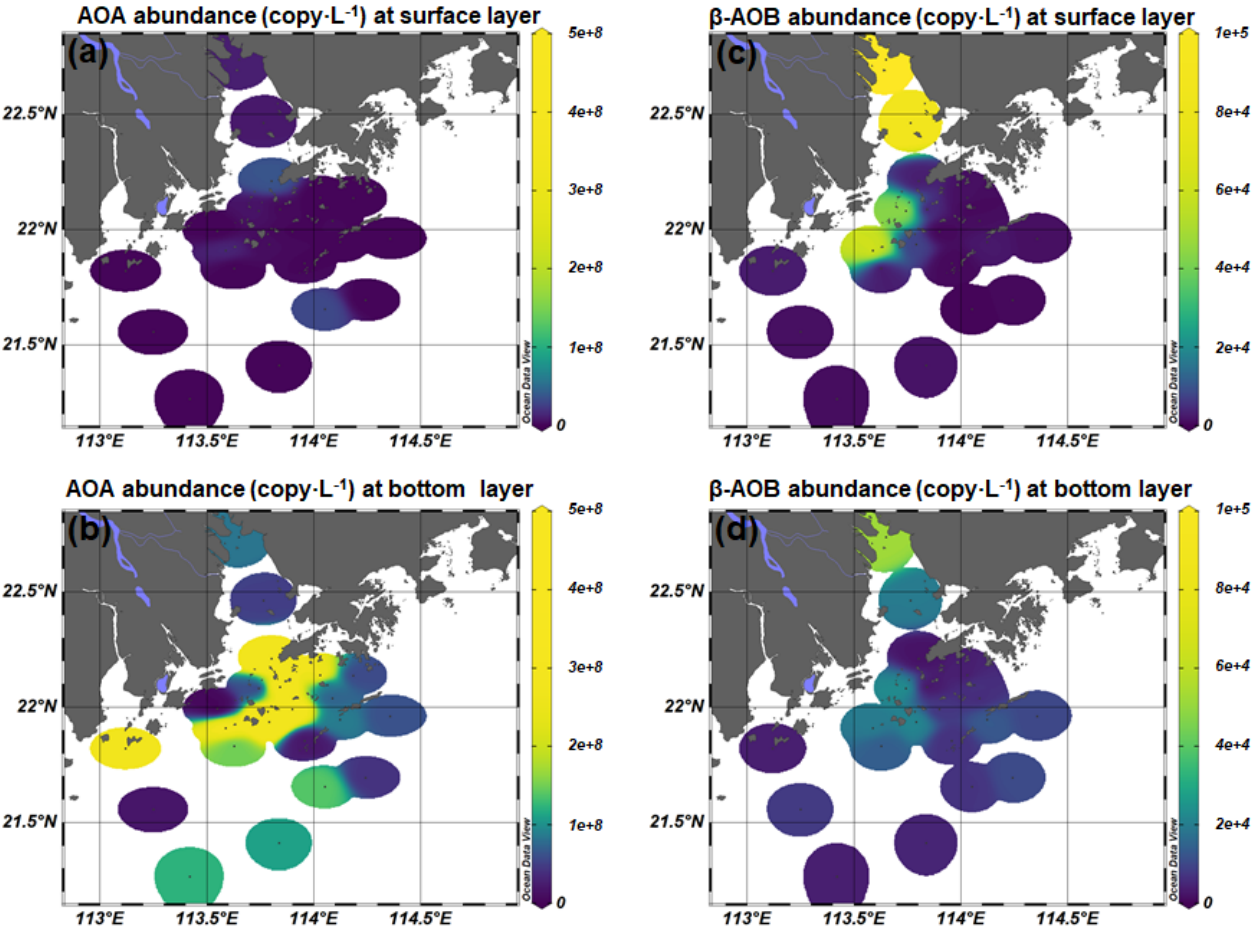 AOA abundance (copy·L-1) at surface layer
(a)
5e+8
4e+8
3e+8
2e+8
1e+8
0
22.5°N
22°N
21.5°N
113°E
113.5°E
114°E
114.5°E
Ocean Data View
β-AOB abundance (copy·L-1) at surface layer
(c)
1e+5
8e+4
6e+4
4e+4
2e+4
0
22.5°N
22°N
21.5°N
113°E
113.5°E
114°E
114.5°E
Ocean Data View
AOA abundance (copy·L-1) at bottom layer
(b)
5e+8
4e+8
3e+8
2e+8
1e+8
0
22.5°N
22°N
21.5°N
113°E
113.5°E
114°E
114.5°E
Ocean Data View
β-AOB abundance (copy·L-1) at bottom layer
(d)
1e+5
8e+4
6e+4
4e+4
2e+4
0
22.5°N
22°N
21.5°N
113°E
113.5°E
114°E
114.5°E
Ocean Data View